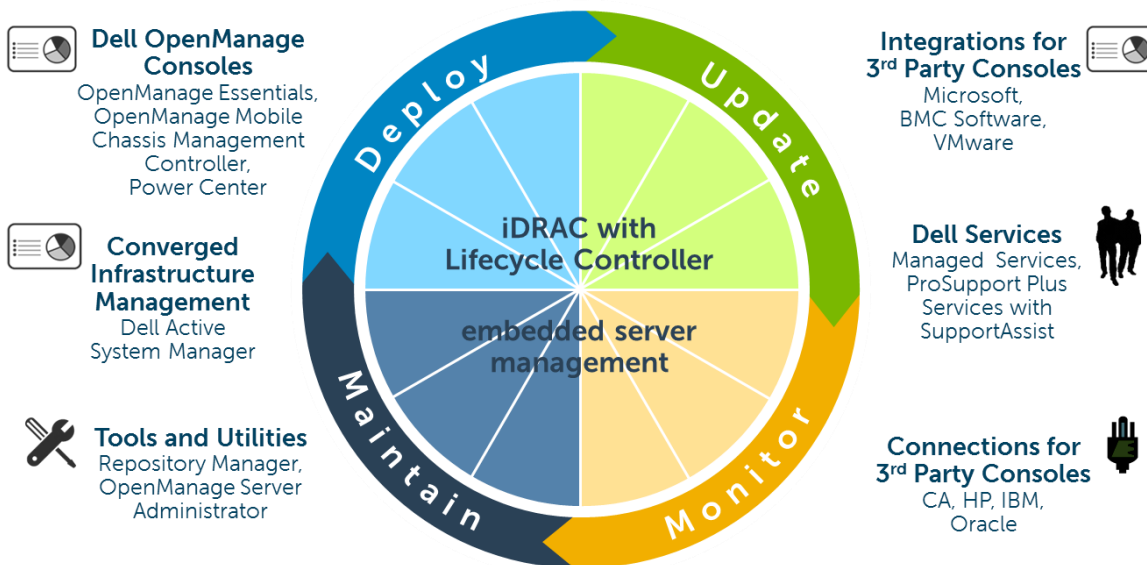 Dell OpenManage
Consoles
OpenManage Essentials,
OpenManage Mobile
Chassis Management
Controller,
Power Center
Converged
Infrastructure
Management
Dell Active
System Manager
Tools and Utilities
Repository Manager,
OpenManage Server
Administrator
Deploy
Update
Monitor
Maintain
iDRAC with
Lifecycle Controller
embedded server
management
Integrations for
3rd Party Consoles
Microsoft,
BMC Software,
VMware
Dell Services
Managed Services,
ProSupport Plus
Services with
SupportAssist
Connections for
3rd Party Consoles
CA, HP, IBM,
Oracle